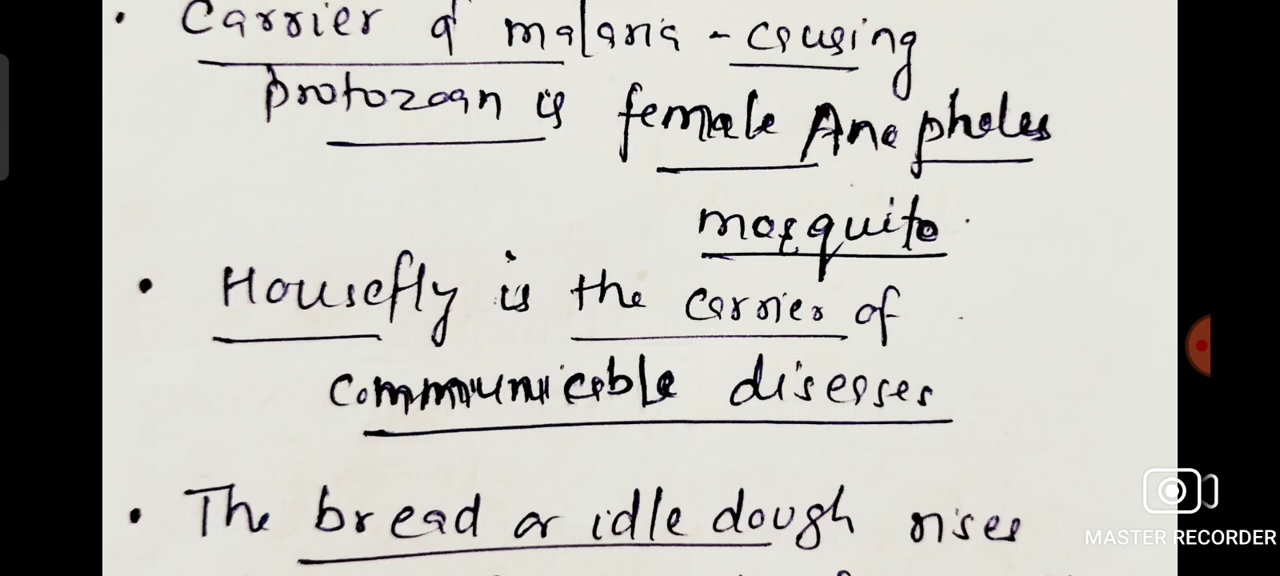 • Carrier of malaria - causing
protozoan is female Anopheles
mosquito.
• Housefly is the carrier of
communicable diseases
• The bread or idle dough rises
MASTER RECORDER